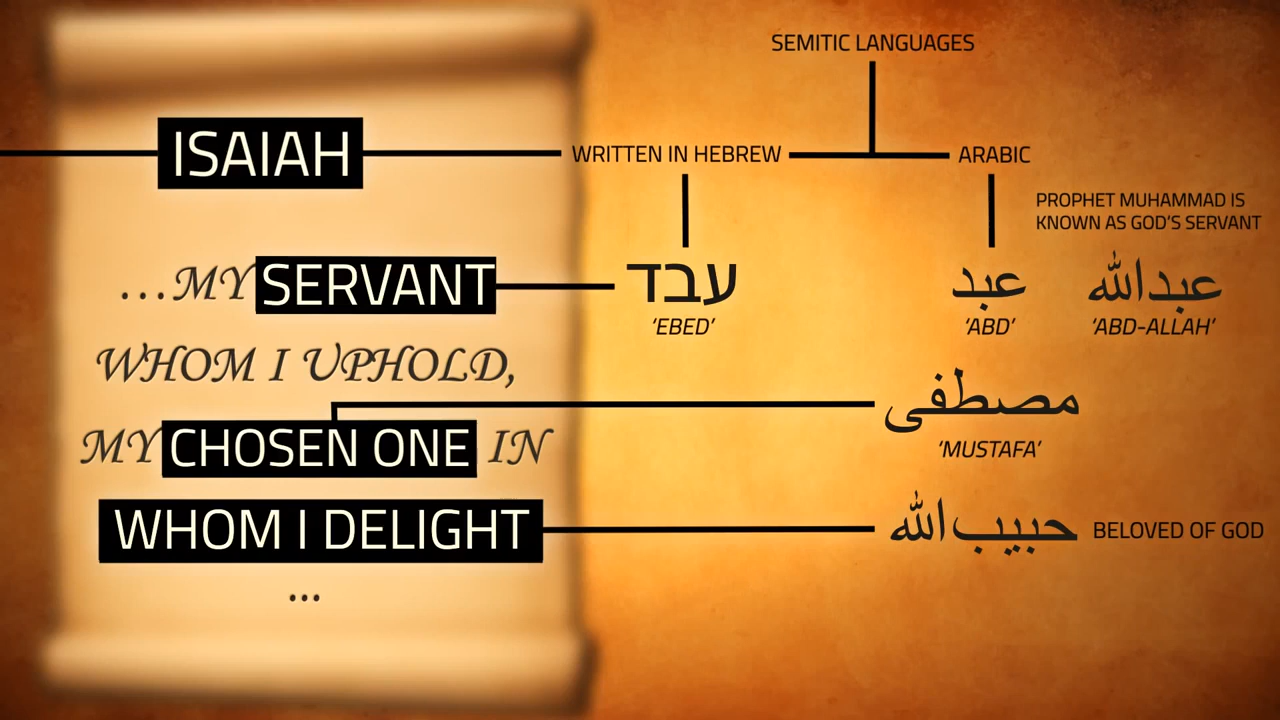 SEMITIC LANGUAGES
ISAIAH
WRITTEN IN HEBREW
ARABIC
PROPHET MUHAMMAD IS
KNOWN AS GOD'S SERVANT
...MY SERVANT
עבד
عبد
عبدالله
'EBED'
'ABD'
'ABD-ALLAH'
WHOM I UPHOLD,
مصطفى
MY CHOSEN ONE IN
'MUSTAFA'
WHOM I DELIGHT
حبيب الله
BELOVED OF GOD
...